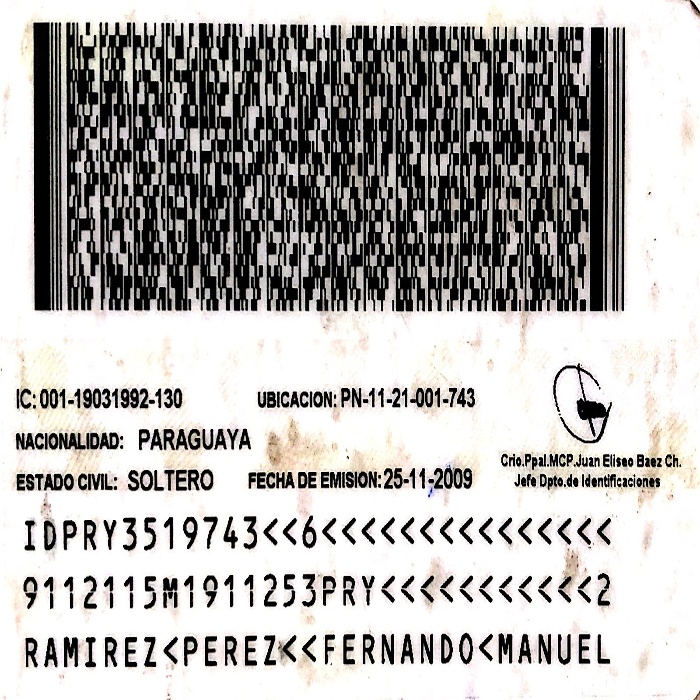 IC: 001-19031992-130 UBICACION: PN-11-21-001-743
NACIONALIDAD: PARAGUAYA
ESTADO CIVIL: SOLTERO FECHA DE EMISION: 25-11-2009
Crio.Ppal.MCP.Juan Eliseo Baez Ch.
Jefe Dpto.de Identificaciones
IDPRY3519743<<6<<<<<<<<<<<<<<<
9112115M1911253PRY<<<<<<<<<<<2
RAMIREZ<PEREZ<<FERNANDO<MANUEL